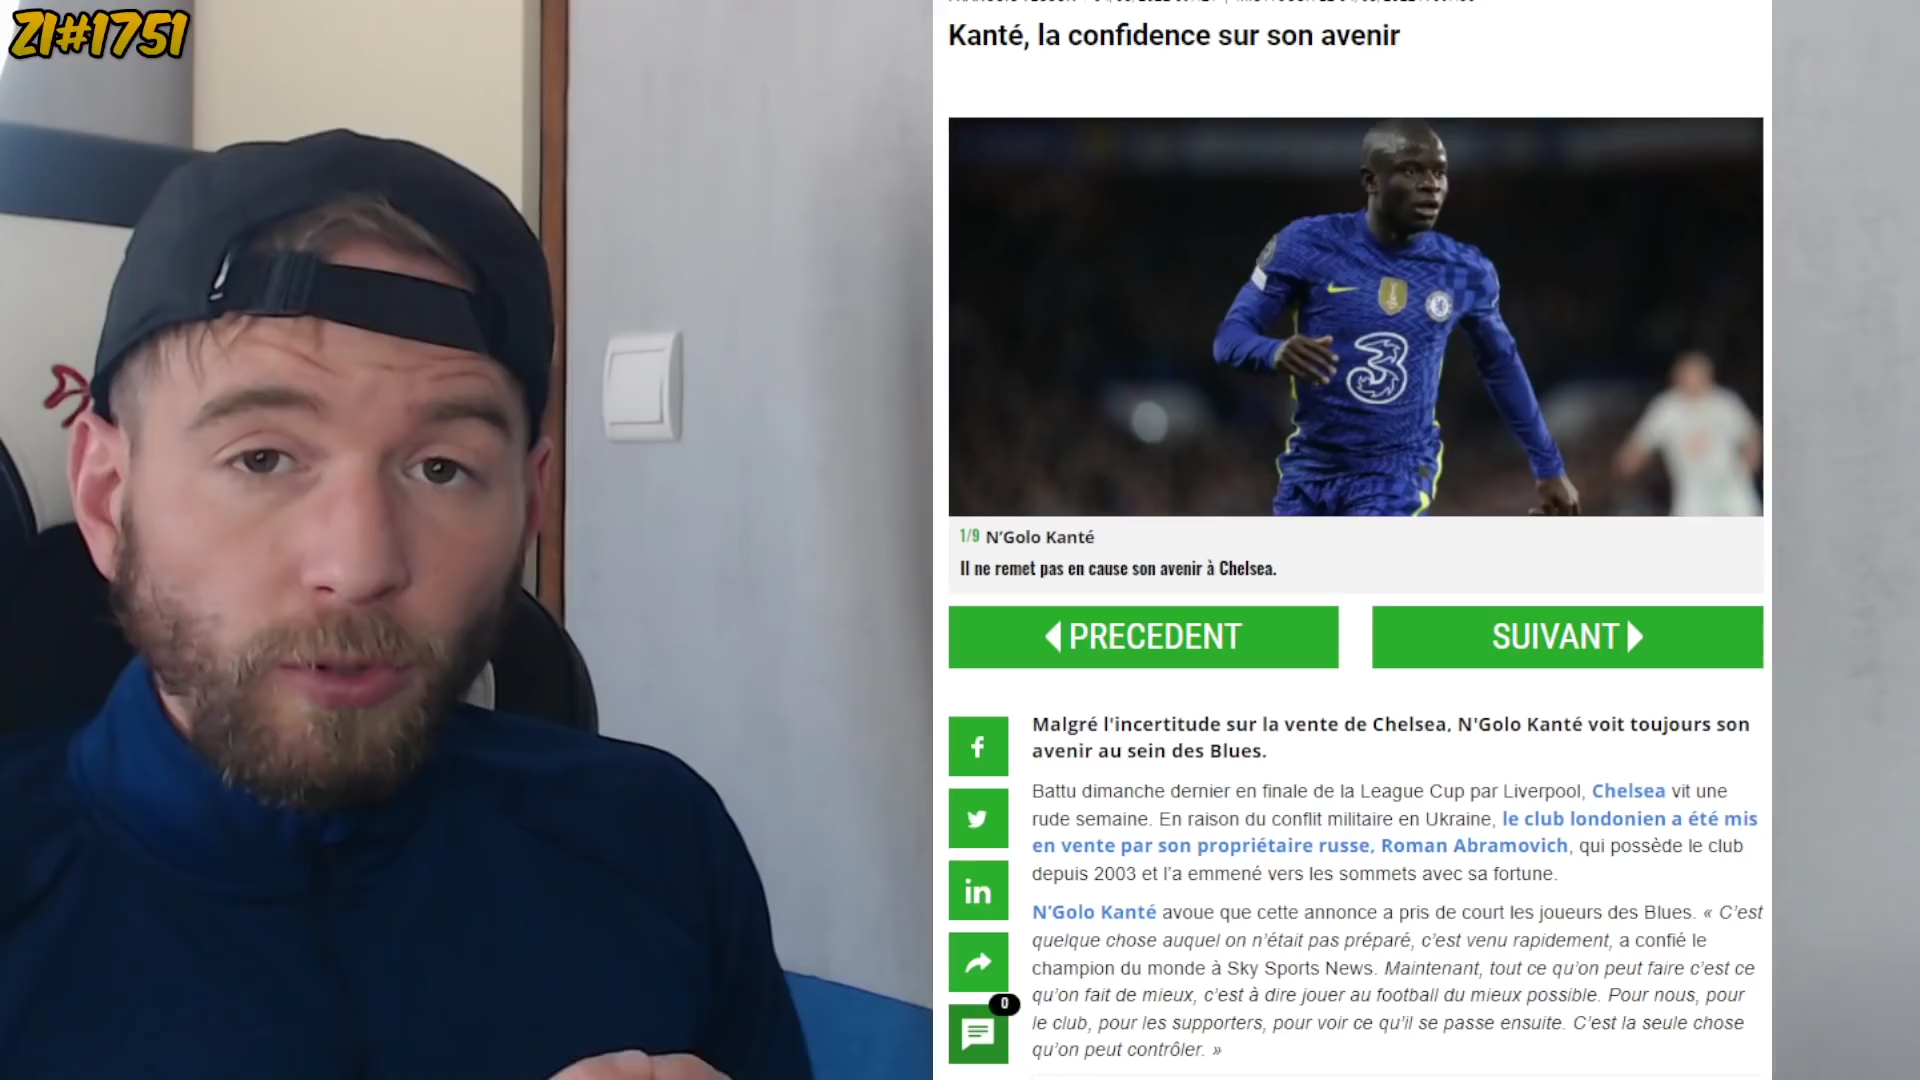 ZI#1751
Kanté, la confidence sur son avenir
3
1/9 N'Golo Kanté
Il ne remet pas en cause son avenir à Chelsea.
PRECEDENT
SUIVANT
Malgré l'incertitude sur la vente de Chelsea, N'Golo Kanté voit toujours son
avenir au sein des Blues.
Battu dimanche dernier en finale de la League Cup par Liverpool, Chelsea vit une
rude semaine. En raison du conflit militaire en Ukraine, le club londonien a été mis
en vente par son propriétaire russe, Roman Abramovich, qui possède le club
depuis 2003 et l'a emmené vers les sommets avec sa fortune.
N'Golo Kanté avoue que cette annonce a pris de court les joueurs des Blues. « C'est
quelque chose auquel on n'était pas préparé, c'est venu rapidement, a confié le
champion du monde à Sky Sports News. Maintenant, tout ce qu'on peut faire c'est ce
qu'on fait de mieux, c'est à dire jouer au football du mieux possible. Pour nous, pour
le club, pour les supporters, pour voir ce qu'il se passe ensuite. C'est la seule chose
qu'on peut contrôler. »
0